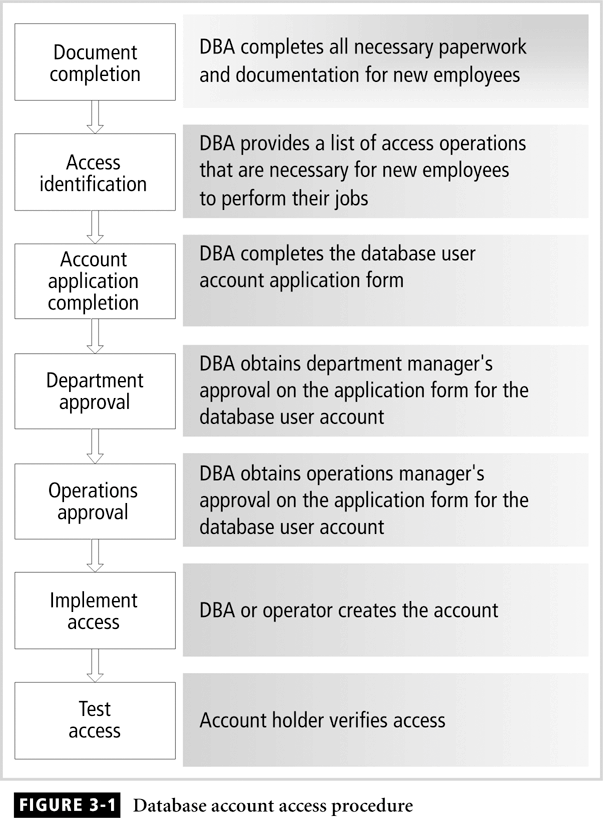 Document
completion
DBA completes all necessary paperwork
and documentation for new employees
Access
identification
DBA provides a list of access operations
that are necessary for new employees
to perform their jobs
Account
application
completion
DBA completes the database user
account application form
Department
approval
DBA obtains department manager's
approval on the application form for the
database user account
Operations
approval
DBA obtains operations manager's
approval on the application form for the
database user account
Implement
access
DBA or operator creates the account
Test
access
Account holder verifies access
FIGURE 3-1 Database account access procedure